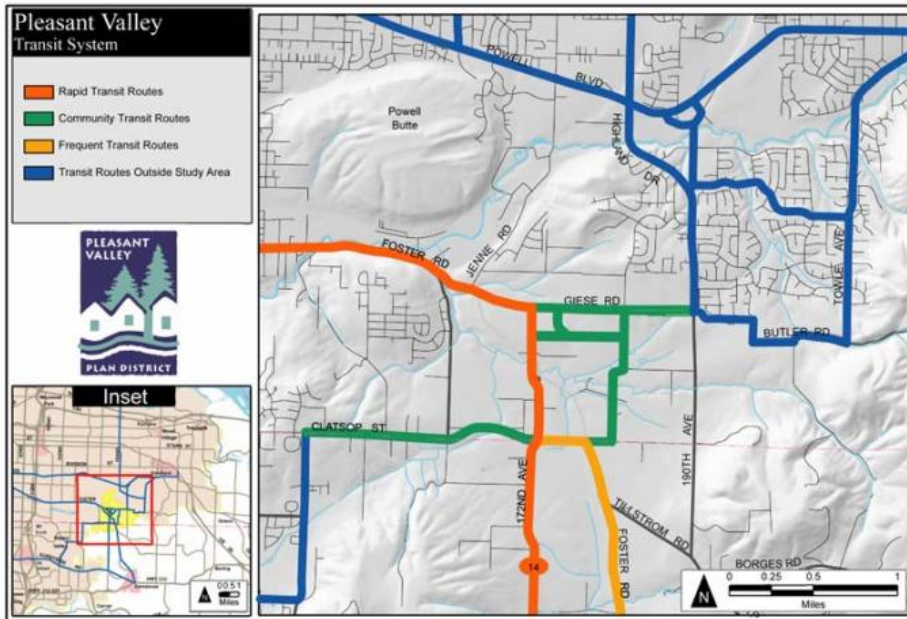 Pleasant Valley
Transit System
Rapid Transit Routes
Community Transit Routes
Frequent Transit Routes
Transit Routes Outside Study Area
PLEASANT
VALLEY
PLAN DISTRICT
Inset
Miles
POWELL
BLVD
Powell
Butte
HIGHLAND DR
JENNE RD
FOSTER RD
GIESE RD
TOWLE AVE
BUTLER RD
CLATSOP ST
172ND AVE
190TH AVE
TILLSTROM RD
FOSTER RD
BORGES RD
14
N
0 0.25 0.5 1
Miles